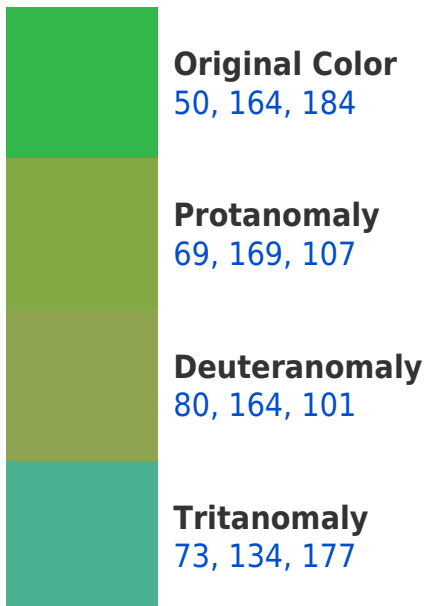 Original Color
50, 164, 184
Protanomaly
69, 169, 107
Deuteranomaly
80, 164, 101
Tritanomaly
73, 134, 177